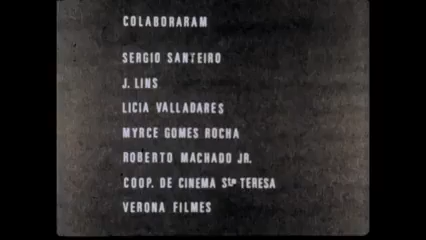 COLABORARAM
SERGIO SANTEIRO
J. LINS
LICIA VALLADARES
MYRCE GOMES ROCHA
ROBERTO MACHADO JR.
COOP. DE CINEMA Sta TERESA
VERONA FILMES